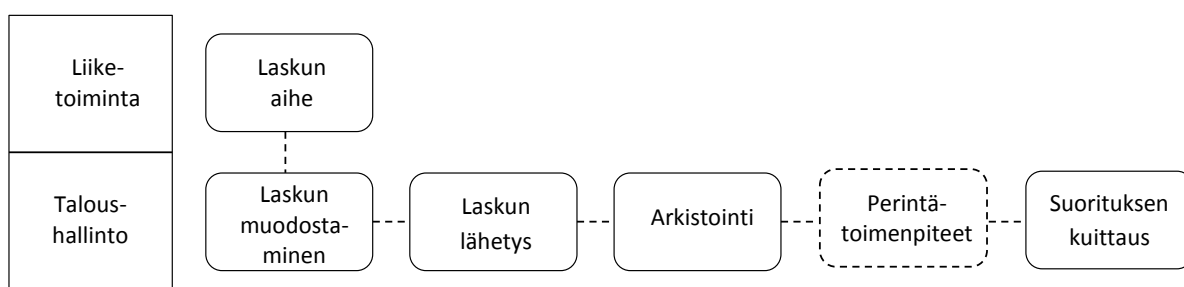 Liike-
toiminta
Laskun
aihe
Talous-
hallinto
Laskun
muodosta-
minen
Laskun
lähetys
Arkistointi
Perintä-
toimenpiteet
Suorituksen
kuittaus